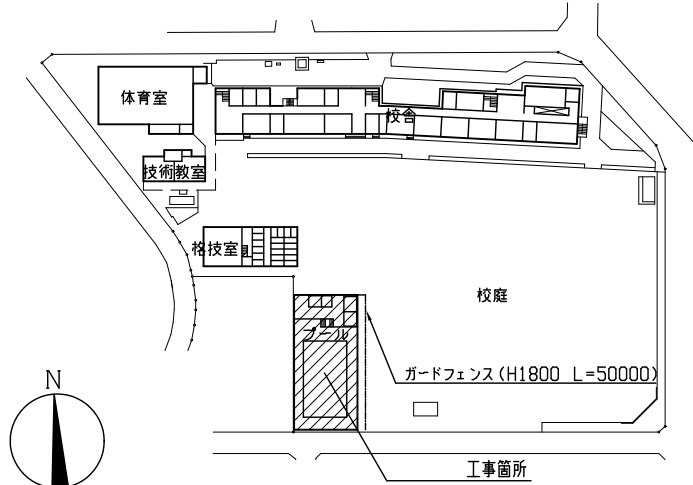 体育室
校舎
技術教室
格技室
校庭
プール
ガードフェンス(H1800 L=50000)
N
工事箇所